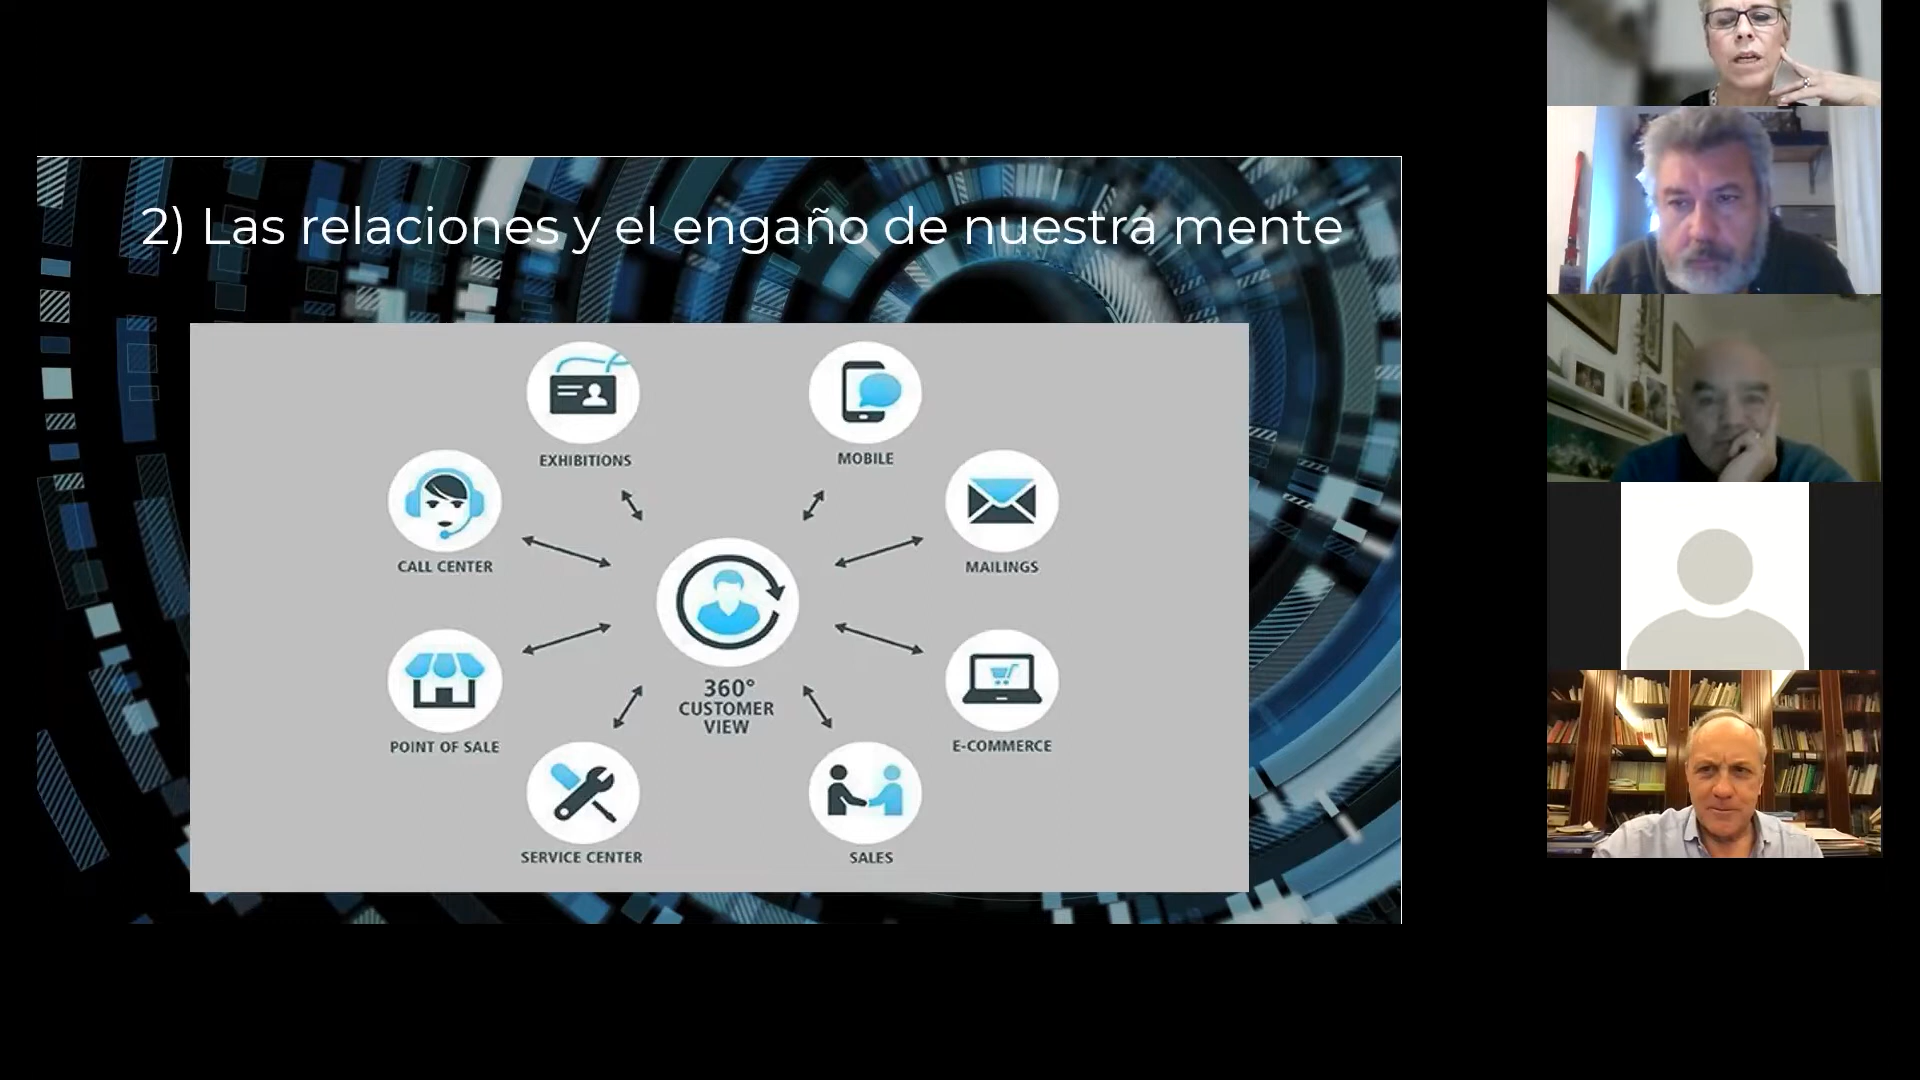 2) Las relaciones y el engaño de nuestra mente
EXHIBITIONS
MOBILE
CALL CENTER
MAILINGS
360°
CUSTOMER
VIEW
POINT OF SALE
E-COMMERCE
SERVICE CENTER
SALES